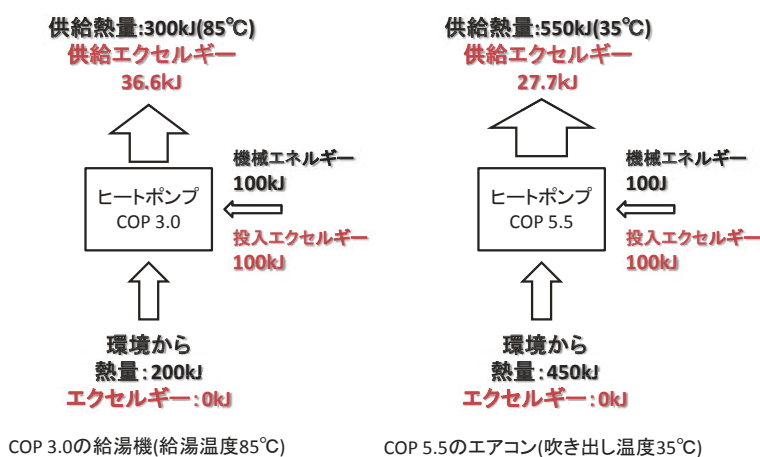 供給熱量:300kJ(85℃)
供給エクセルギー
36.6kJ
機械エネルギー
100kJ
ヒートポンプ
COP 3.0
投入エクセルギー
100kJ
環境から
熱量：200kJ
エクセルギー：0kJ
COP 3.0の給湯機(給湯温度85℃)
供給熱量:550kJ(35℃)
供給エクセルギー
27.7kJ
機械エネルギー
100J
ヒートポンプ
COP 5.5
投入エクセルギー
100kJ
環境から
熱量：450kJ
エクセルギー：0kJ
COP 5.5のエアコン(吹き出し温度35℃)